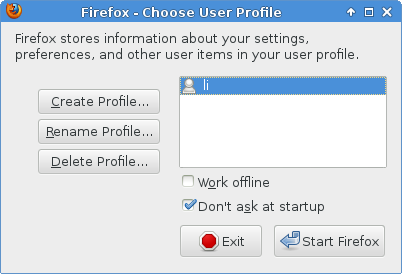 Firefox - Choose User Profile
Firefox stores information about your settings,
preferences, and other user items in your user profile.
Create Profile...
Rename Profile...
Delete Profile...
li
Work offline
Don't ask at startup
Exit
Start Firefox